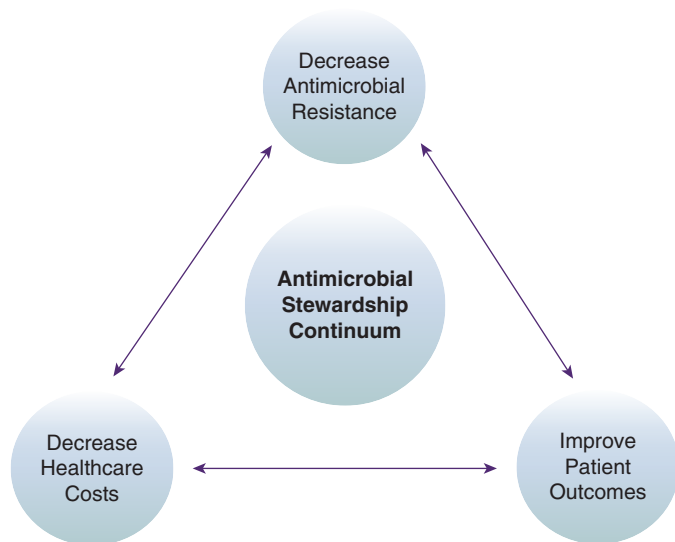 Decrease
Antimicrobial
Resistance
Antimicrobial
Stewardship
Continuum
Decrease
Healthcare
Costs
Improve
Patient
Outcomes